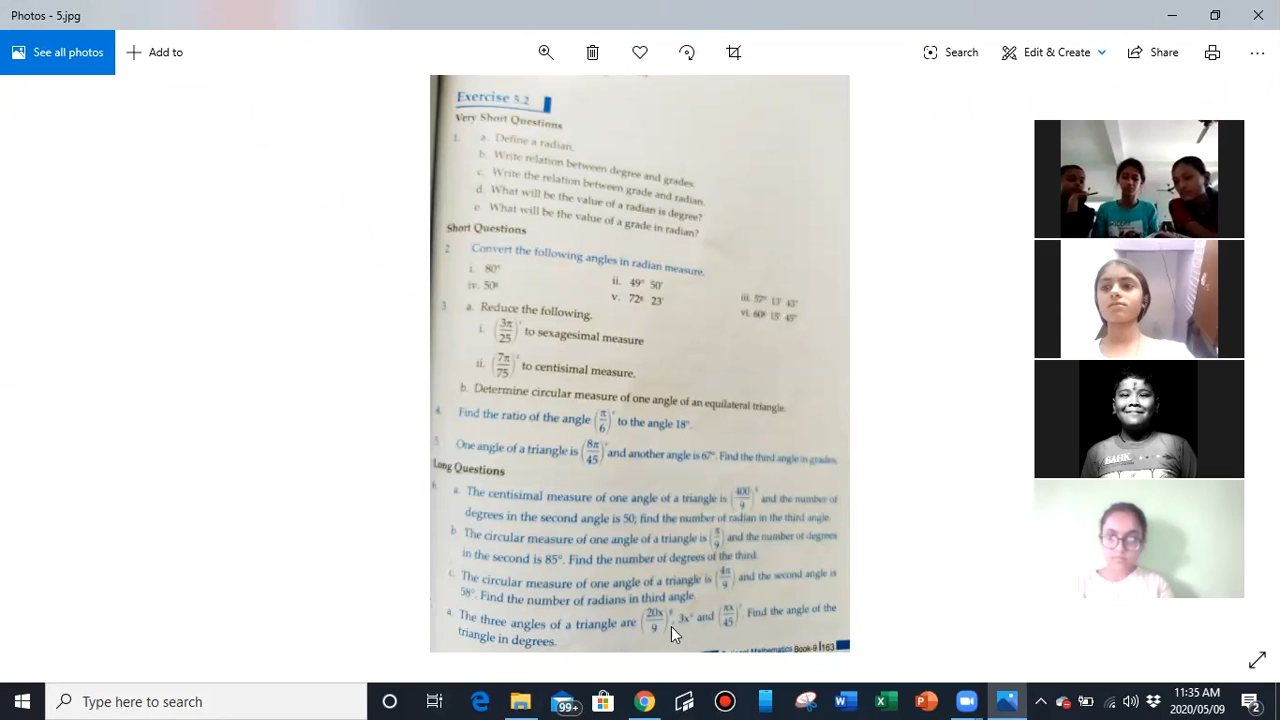 Photos - 5.jpg
See all photos
Add to
Search
Edit & Create
Share
Exercise 5.2
Very Short Questions
1. a. Define a radian.
b. Write relation between degree and grades.
c. Write the relation between grade and radian.
d. What will be the value of a radian is degree?
e. What will be the value of a grade in radian?
Short Questions
2. Convert the following angles in radian measure.
i. 80° ii. 49° 50' iii. 57° 13' 43"
iv. 50ᵍ v. 72ᵍ 23' vi. 60ᵍ 15' 45"
3. a. Reduce the following.
i. (3π/25)ᶜ to sexagesimal measure
ii. (7π/75)ᶜ to centisimal measure.
b. Determine circular measure of one angle of an equilateral triangle.
4. Find the ratio of the angle (π/6)ᶜ to the angle 18°.
5. One angle of a triangle is (8π/45)ᶜ and another angle is 67°. Find the third angle in grades.
Long Questions
6. a. The centisimal measure of one angle of a triangle is (400/9)ᵍ and the number of
degrees in the second angle is 50; find the number of radian in the third angle.
b. The circular measure of one angle of a triangle is (π/9) and the number of degrees
in the second is 85°. Find the number of degrees of the third.
c. The circular measure of one angle of a triangle is (4π/9) and the second angle is
58°. Find the number of radians in third angle.
a. The three angles of a triangle are (20x/9)ᵍ, 3x° and (πx/45)ᶜ. Find the angle of the
triangle in degrees.
Mathematics Book-9 163
ВАНК
Type here to search
99+
11:35 AM
2020/05/09
2